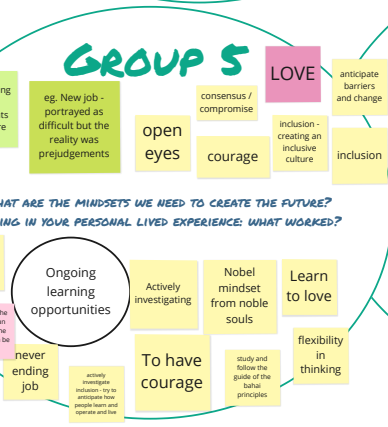 GROUP 5
LOVE
anticipate
barriers
and change
eg. New job -
portrayed as
difficult but the
reality was
prejudgements
consensus /
compromise
open
eyes
courage
inclusion -
creating an
inclusive
culture
inclusion
HAT ARE THE MINDSETS WE NEED TO CREATE THE FUTURE?
ING IN YOUR PERSONAL LIVED EXPERIENCE: WHAT WORKED?
Ongoing
learning
opportunities
Actively
investigating
Nobel
mindset
from noble
souls
Learn
to love
never
ending
job
actively
investigate
inclusion - try to
anticipate how
people learn and
operate and live
To have
courage
study and
follow the
guide of the
bahai
principles
flexibility
in
thinking